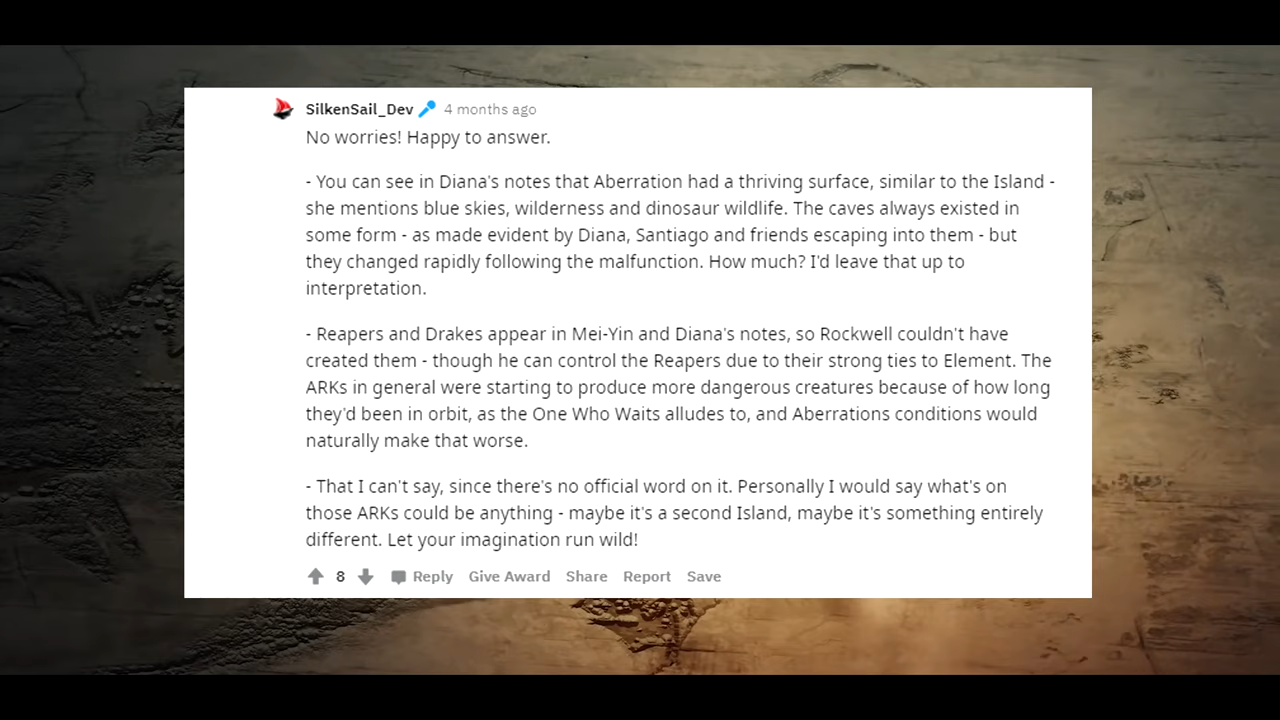 SilkenSail_Dev 4 months ago
No worries! Happy to answer.
- You can see in Diana's notes that Aberration had a thriving surface, similar to the Island -
she mentions blue skies, wilderness and dinosaur wildlife. The caves always existed in
some form - as made evident by Diana, Santiago and friends escaping into them - but
they changed rapidly following the malfunction. How much? I'd leave that up to
interpretation.
- Reapers and Drakes appear in Mei-Yin and Diana's notes, so Rockwell couldn't have
created them - though he can control the Reapers due to their strong ties to Element. The
ARKs in general were starting to produce more dangerous creatures because of how long
they'd been in orbit, as the One Who Waits alludes to, and Aberrations conditions would
naturally make that worse.
- That I can't say, since there's no official word on it. Personally I would say what's on
those ARKs could be anything - maybe it's a second Island, maybe it's something entirely
different. Let your imagination run wild!
8 Reply Give Award Share Report Save